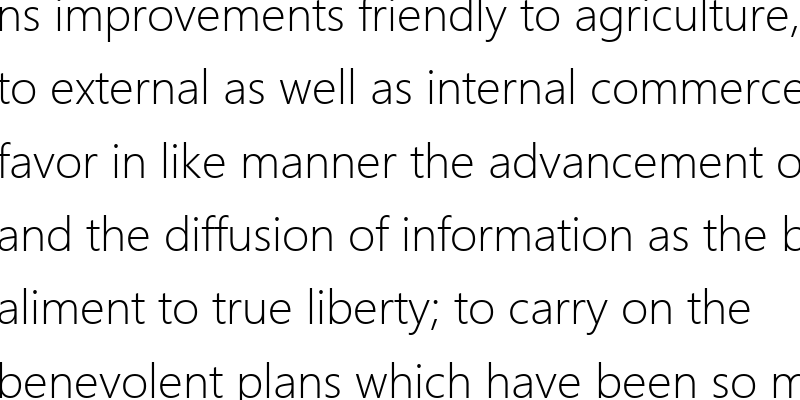 ns improvements friendly to agriculture,
to external as well as internal commerce
favor in like manner the advancement o
and the diffusion of information as the b
aliment to true liberty; to carry on the
benevolent plans which have been so m